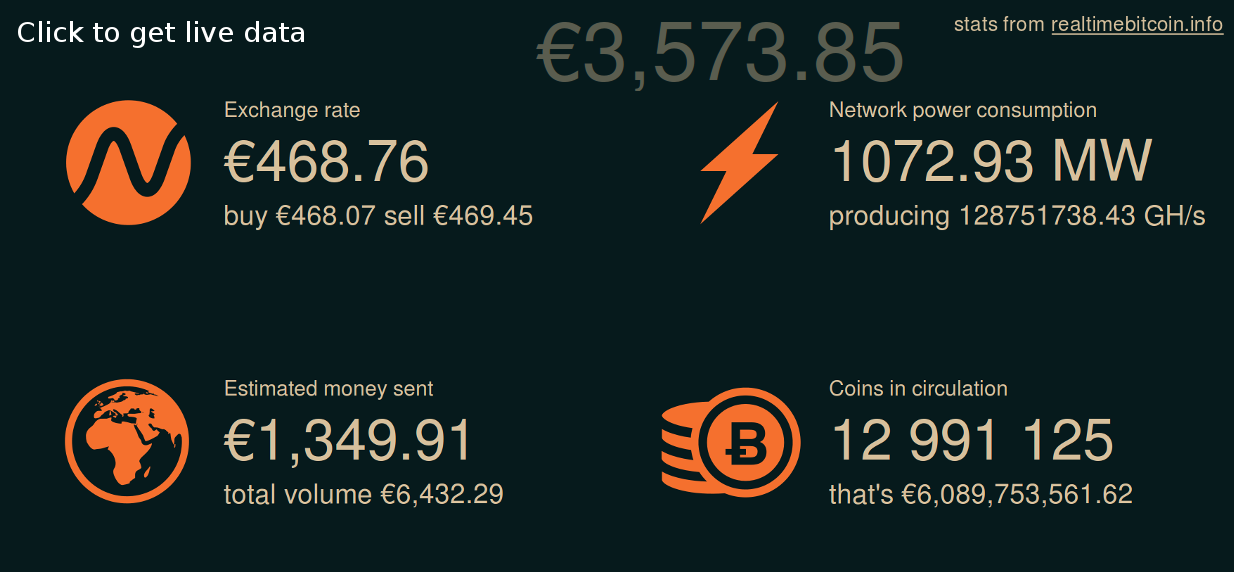 Click to get live data
€3,573.85
stats from realtimebitcoin.info
Exchange rate
€468.76
buy €468.07 sell €469.45
Network power consumption
1072.93 MW
producing 128751738.43 GH/s
Estimated money sent
€1,349.91
total volume €6,432.29
Coins in circulation
12 991 125
that's €6,089,753,561.62